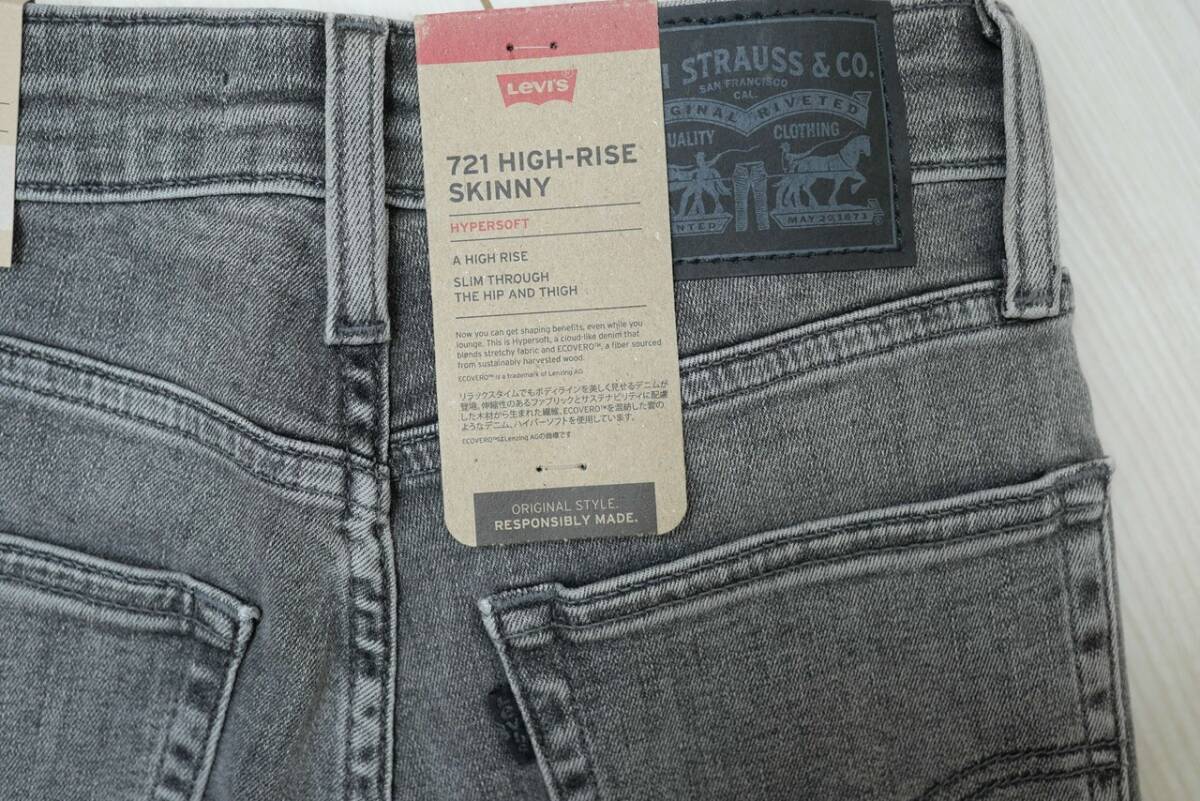 Levi's
721 HIGH-RISE
SKINNY
HYPERSOFT
A HIGH RISE
SLIM THROUGH
THE HIP AND THIGH
Now you can get shaping benefits, even while you
lounge. This is Hypersoft, a cloud-like denim that
blends stretchy fabric and ECOVERO™, a fiber sourced
from sustainably harvested wood.
ECOVERO™ is a trademark of Lenzing AG
リラックスタイムでもボディラインを美しく見せるデニムが
登場。伸縮性のあるファブリックとサステナビリティに配慮
した木材から生まれた繊維、ECOVERO™を混紡した雲の
ようなデニム、ハイパーソフトを使用しています。
ECOVERO™はLenzing AGの商標です
ORIGINAL STYLE.
RESPONSIBLY MADE.
I STRAUSS & CO.
SAN FRANCISCO
CAL.
GINAL RIVETED
UALITY CLOTHING
NTED MAY 20 1873